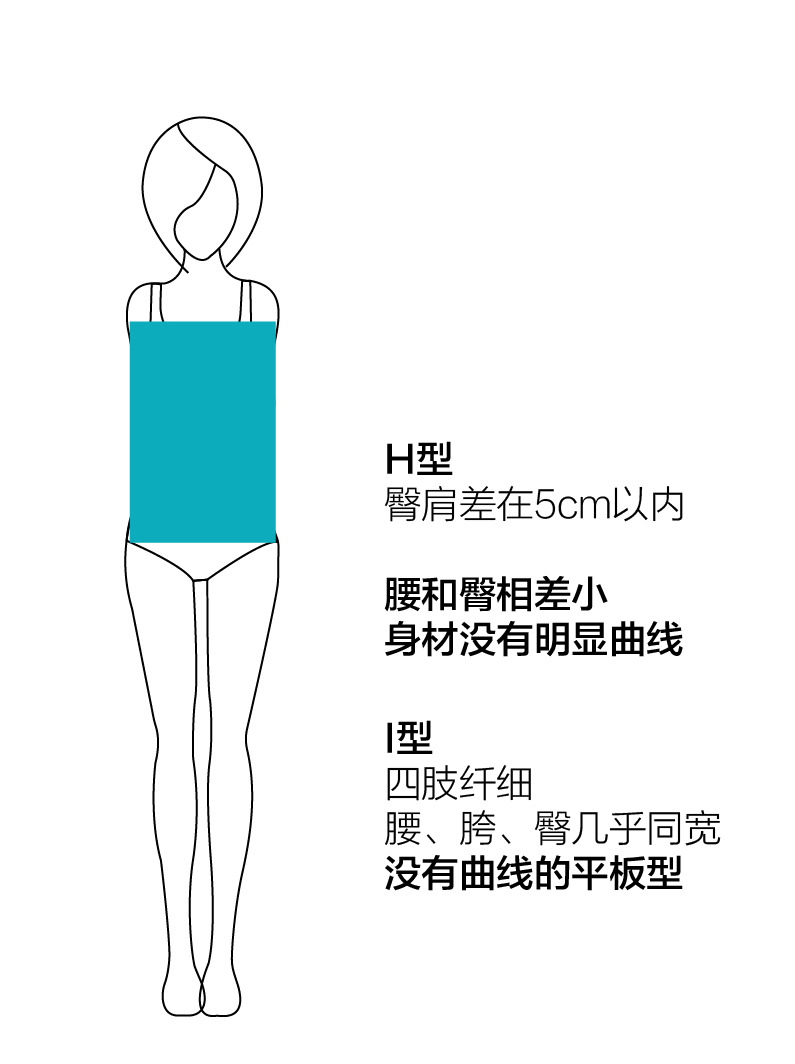 H型
臀肩差在5cm以内
腰和臀相差小
身材没有明显曲线
I型
四肢纤细
腰、胯、臀几乎同宽
没有曲线的平板型